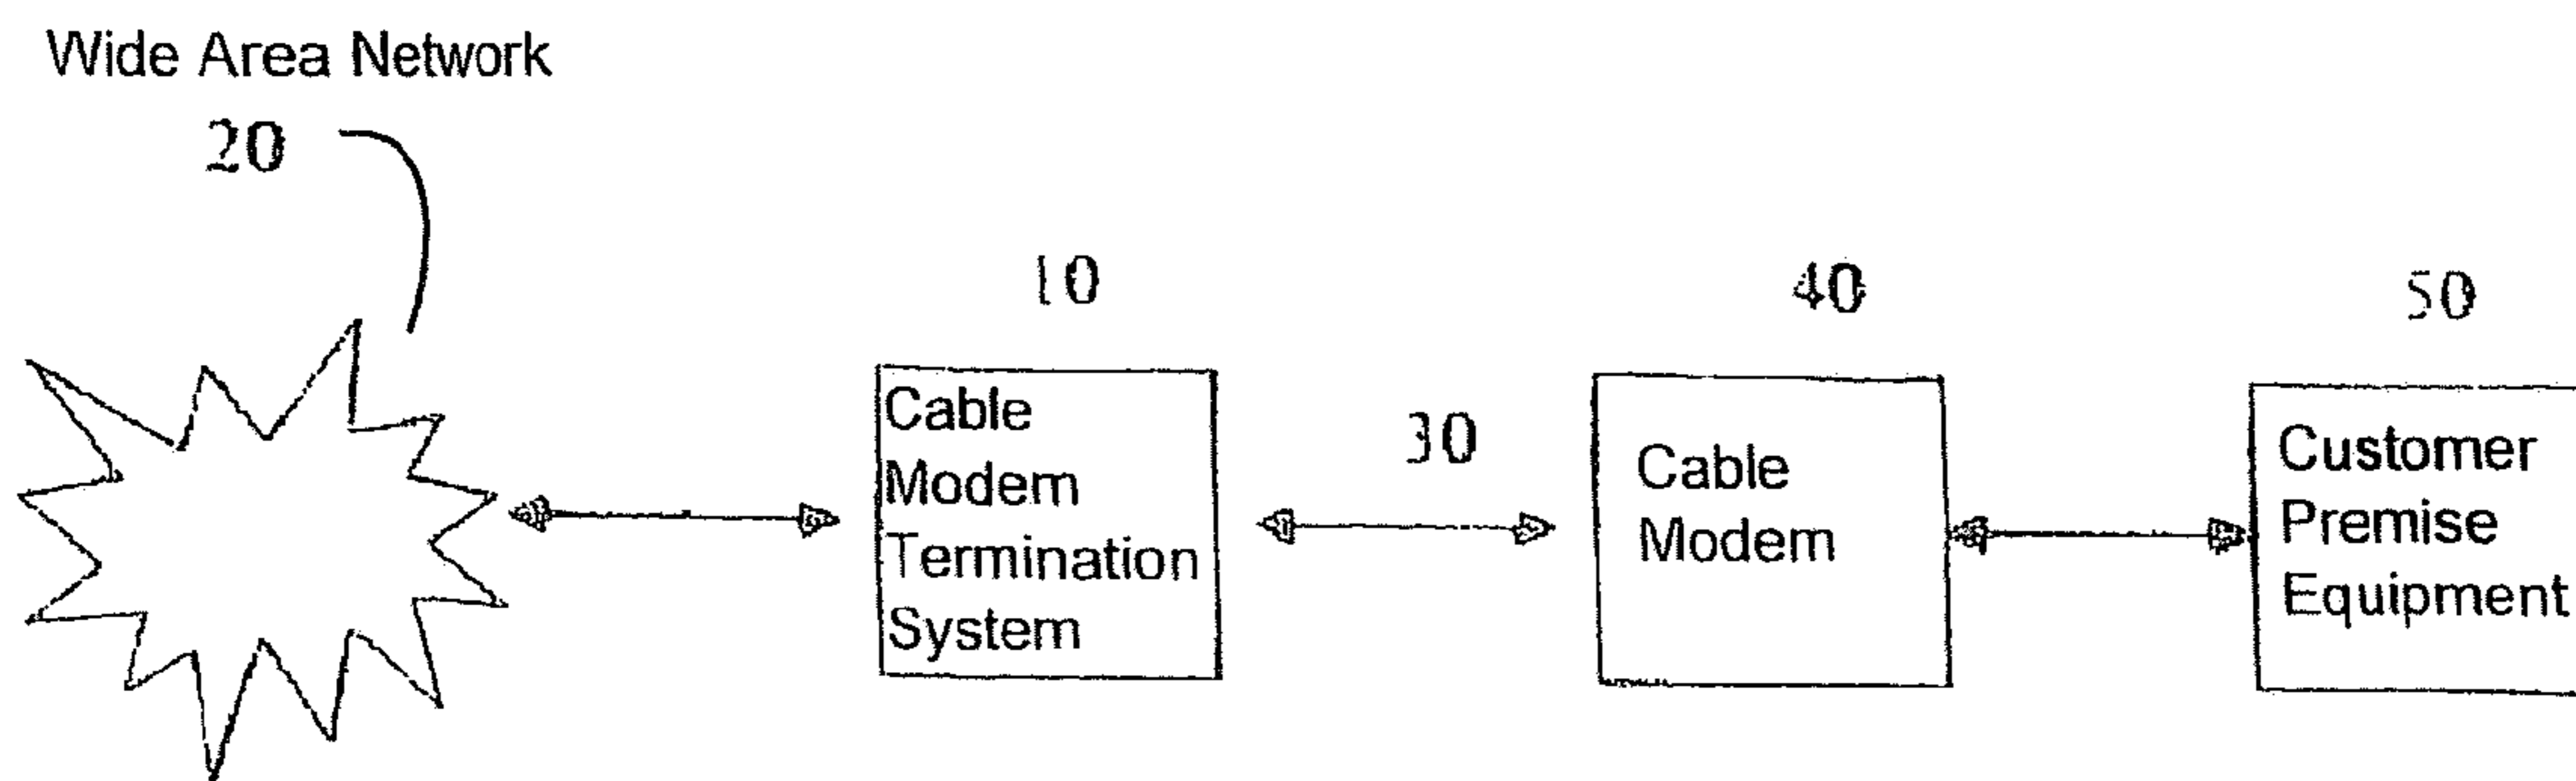 Wide Area Network
20
10
40
50
30
Cable
Modem
Termination
System
Cable
Modem
Customer
Premise
Equipment